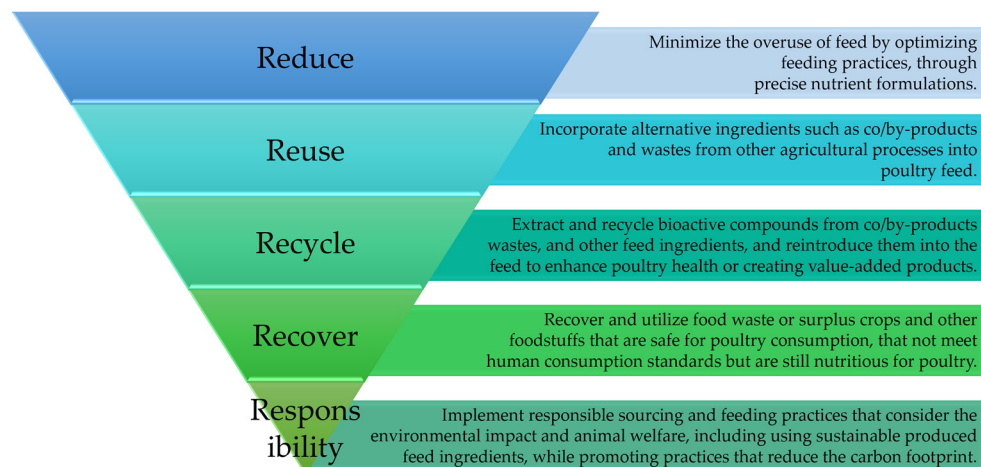 Reduce
Minimize the overuse of feed by optimizing
feeding practices, through
precise nutrient formulations.
Reuse
Incorporate alternative ingredients such as co/by-products
and wastes from other agricultural processes into
poultry feed.
Recycle
Extract and recycle bioactive compounds from co/by-products
wastes, and other feed ingredients, and reintroduce them into the
feed to enhance poultry health or creating value-added products.
Recover
Recover and utilize food waste or surplus crops and other
foodstuffs that are safe for poultry consumption, that not meet
human consumption standards but are still nutritious for poultry.
Respons
ibility
Implement responsible sourcing and feeding practices that consider the
environmental impact and animal welfare, including using sustainable produced
feed ingredients, while promoting practices that reduce the carbon footprint.